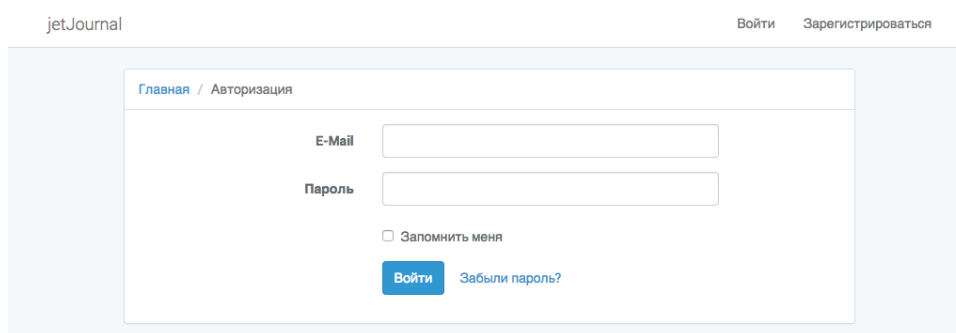 jetJournal Войти Зарегистрироваться
Главная / Авторизация
E-Mail
Пароль
Запомнить меня
Войти Забыли пароль?